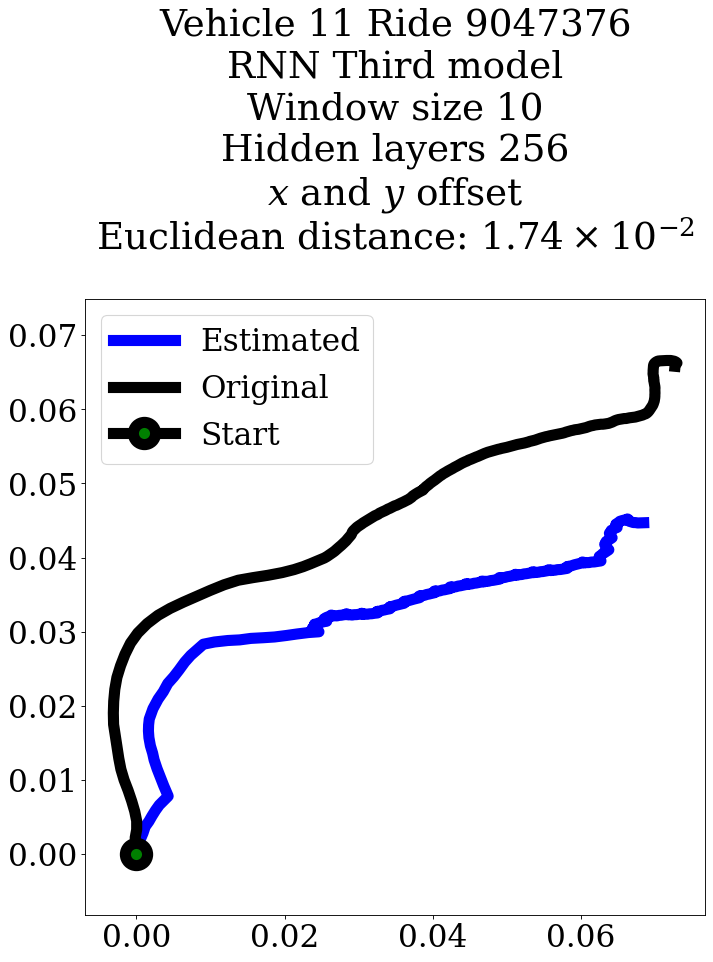 Vehicle 11 Ride 9047376
RNN Third model
Window size 10
Hidden layers 256
x and y offset
Euclidean distance: 1.74 × 10⁻²
Estimated
Original
Start
0.07
0.06
0.05
0.04
0.03
0.02
0.01
0.00
0.00 0.02 0.04 0.06